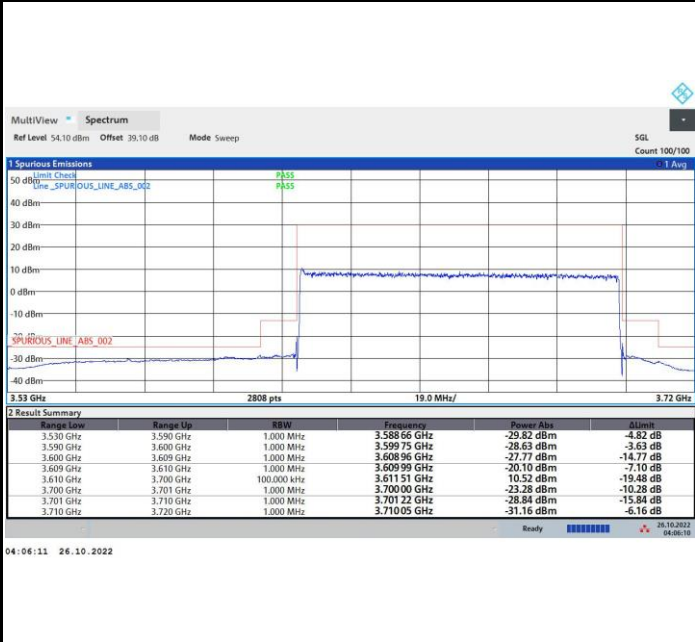 MultiView Spectrum
Ref Level 54.10 dBm Offset 39.10 dB Mode Sweep SGL
Count 100/100
1 Spurious Emissions 1 Avg
Limit Check PASS
50 dBm
Line _SPURIOUS_LINE_ABS_002 PASS
40 dBm
30 dBm
20 dBm
10 dBm
0 dBm
-10 dBm
-20 dBm
SPURIOUS_LINE_ABS_002
-30 dBm
-40 dBm
3.53 GHz 2808 pts 19.0 MHz/ 3.72 GHz
2 Result Summary
Range Low Range Up RBW Frequency Power Abs ΔLimit
3.530 GHz 3.590 GHz 1.000 MHz 3.588 66 GHz -29.82 dBm -4.82 dB
3.590 GHz 3.600 GHz 1.000 MHz 3.599 75 GHz -28.63 dBm -3.63 dB
3.600 GHz 3.609 GHz 1.000 MHz 3.608 96 GHz -27.77 dBm -14.77 dB
3.609 GHz 3.610 GHz 1.000 MHz 3.609 99 GHz -20.10 dBm -7.10 dB
3.610 GHz 3.700 GHz 100.000 kHz 3.611 51 GHz 10.52 dBm -19.48 dB
3.700 GHz 3.701 GHz 1.000 MHz 3.700 00 GHz -23.28 dBm -10.28 dB
3.701 GHz 3.710 GHz 1.000 MHz 3.701 22 GHz -28.84 dBm -15.84 dB
3.710 GHz 3.720 GHz 1.000 MHz 3.710 05 GHz -31.16 dBm -6.16 dB
Ready 26.10.2022
04:06:10
04:06:11 26.10.2022